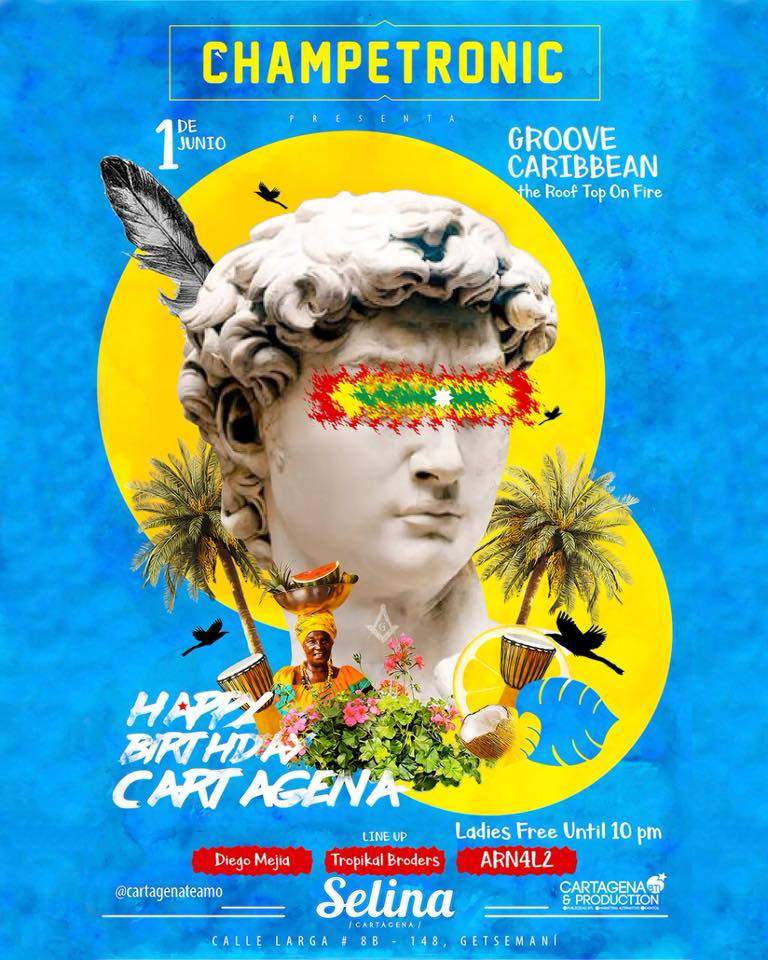 CHAMPETRONIC
PRESENTA
1 DE
JUNIO
GROOVE
CARIBBEAN
the Roof Top On Fire
G
HAPPY
BIRTHDAY
CARTAGENA
Ladies Free Until 10 pm
LINE UP
Diego Mejia
Tropikal Broders
ARN4L2
@cartagenateamo
Selina
/ CARTAGENA /
CARTAGENA
& PRODUCTION
CALLE LARGA # 8B - 148, GETSEMANÍ